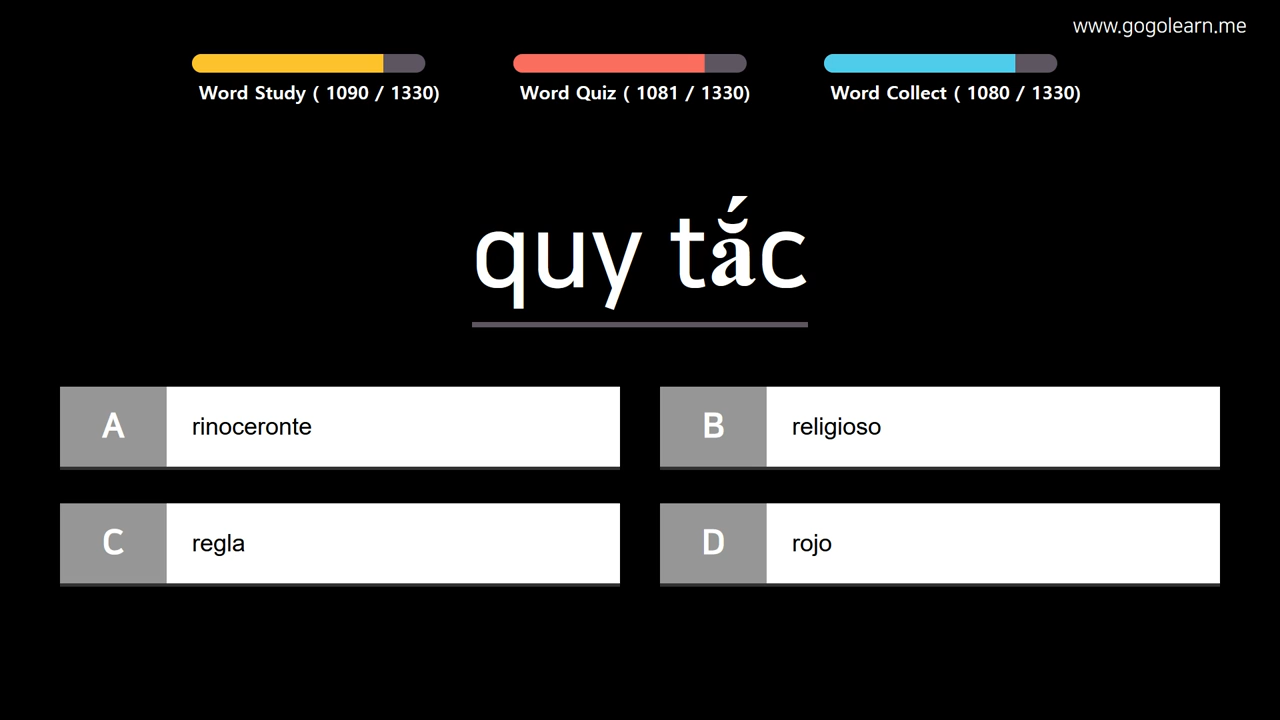 www.gogolearn.me
Word Study ( 1090 / 1330)
Word Quiz ( 1081 / 1330)
Word Collect ( 1080 / 1330)
quy tắc
A rinoceronte
B religioso
C regla
D rojo